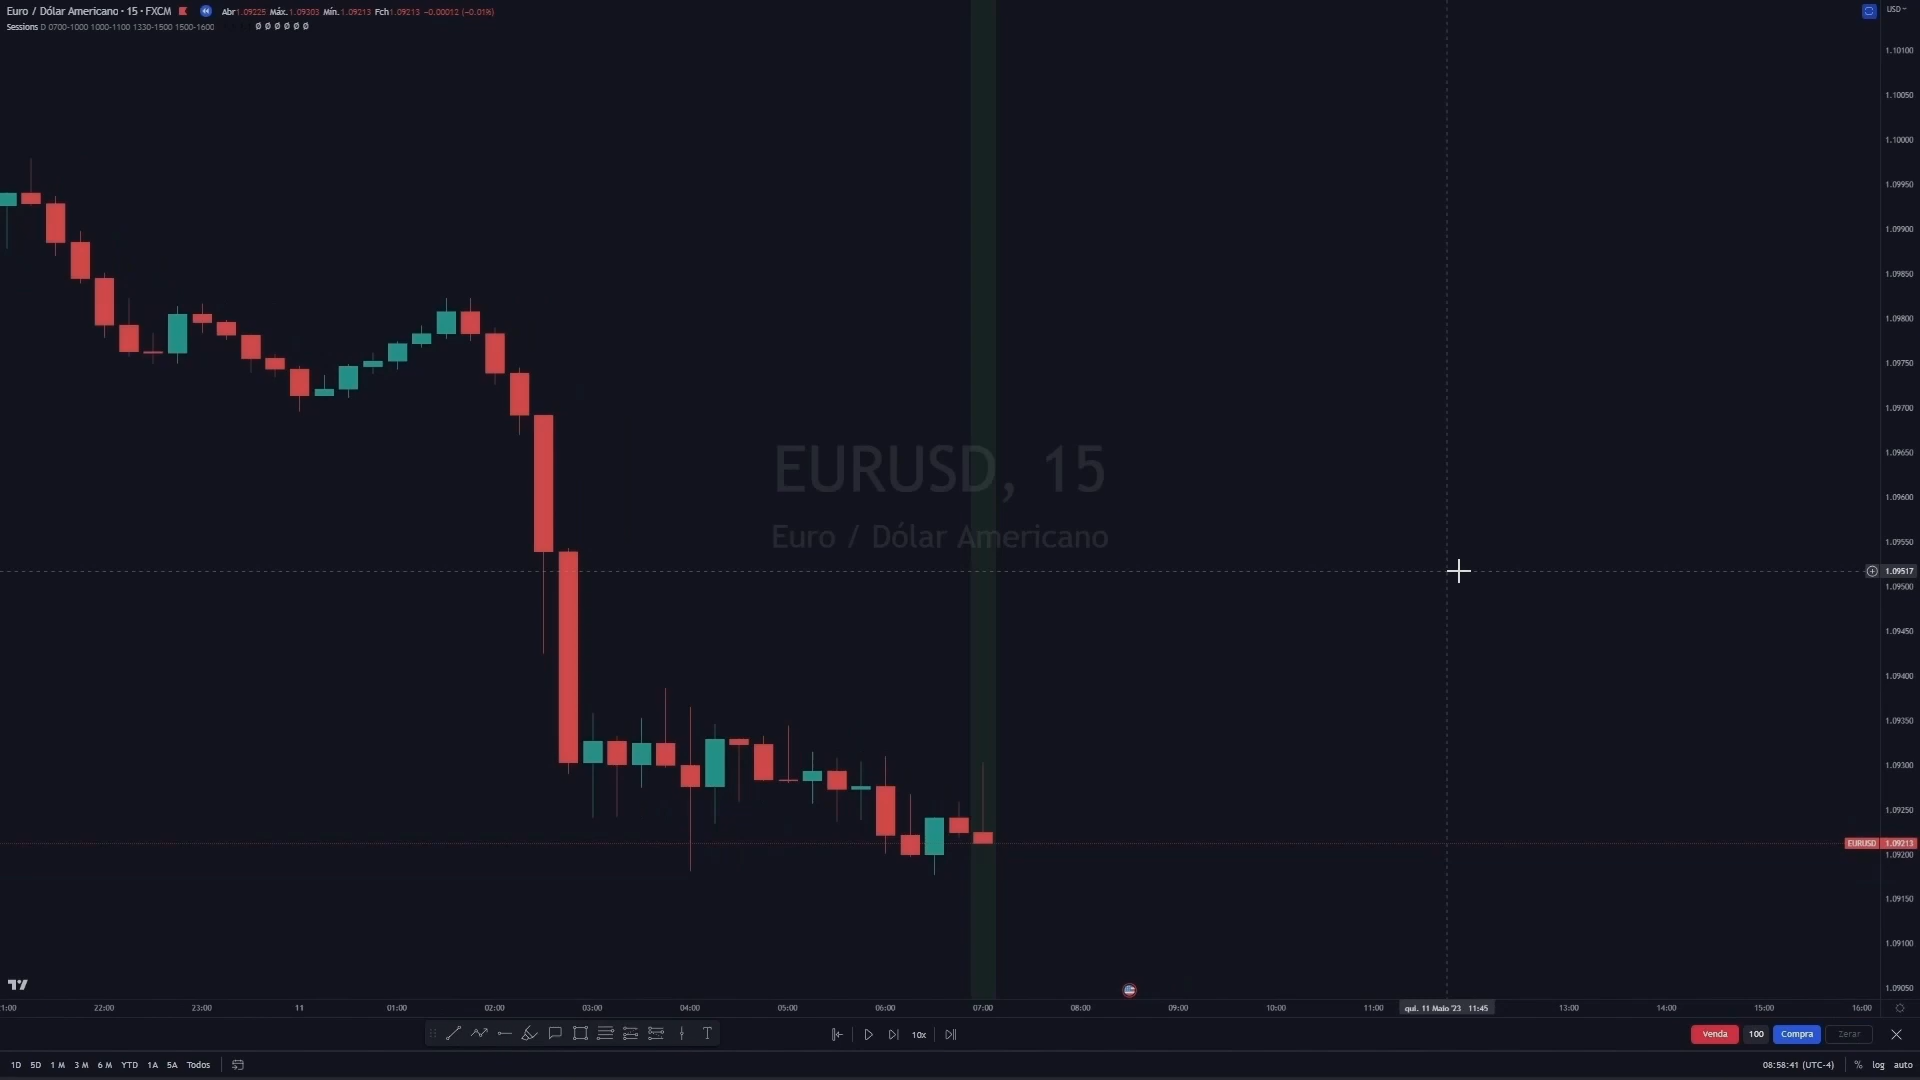 Euro / Dólar Americano · 15 · FXCM Abr1.09225 Máx.1.09303 Mín.1.09213 Fch1.09213 −0.00012 (−0.01%)
Sessions D 0700-1000 1000-1100 1330-1500 1500-1600 Ø Ø Ø Ø Ø Ø
USD
1.10100
1.10050
1.10000
1.09950
1.09900
1.09850
1.09800
1.09750
1.09700
1.09650
1.09600
1.09550
1.09517
1.09500
1.09450
1.09400
1.09350
1.09300
1.09250
EURUSD 1.09213
1.09200
1.09150
1.09100
1.09050
EURUSD, 15
Euro / Dólar Americano
1:00 22:00 23:00 11 01:00 02:00 03:00 04:00 05:00 06:00 07:00 08:00 09:00 10:00 11:00 qui. 11 Maio '23 11:45 13:00 14:00 15:00 16:00
T 10x Venda 100 Compra Zerar
1D 5D 1 M 3 M 6 M YTD 1A 5A Todos 08:58:41 (UTC-4) % log auto